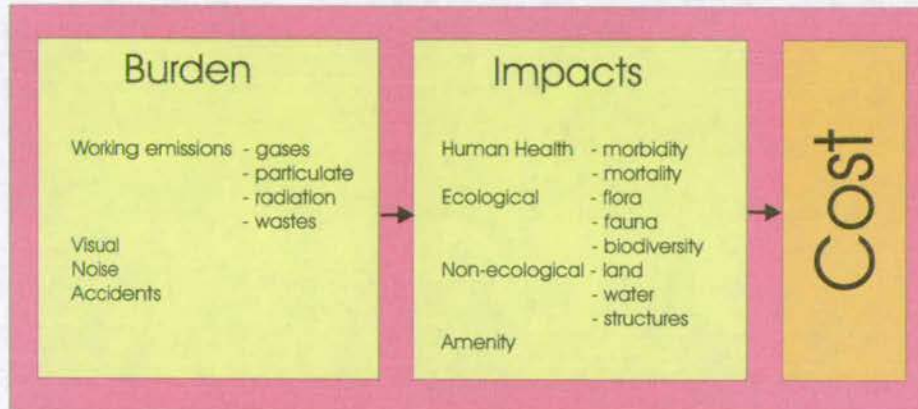 Burden
Working emissions - gases
- particulate
- radiation
- wastes
Visual
Noise
Accidents
Impacts
Human Health - morbidity
- mortality
Ecological - flora
- fauna
- biodiversity
Non-ecological - land
- water
- structures
Amenity
Cost